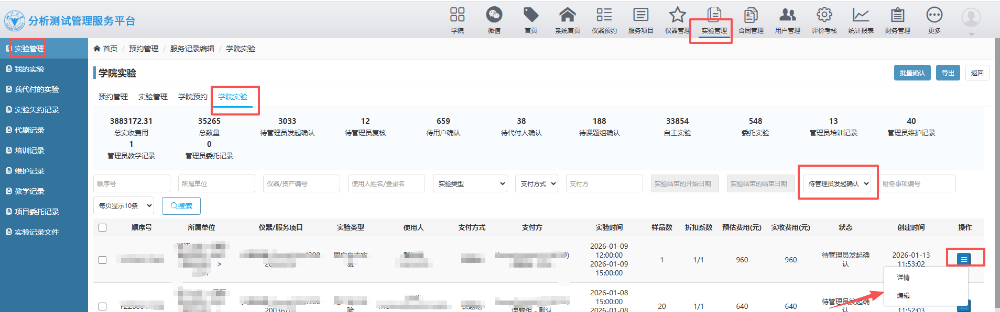 分析测试管理服务平台
学院
微信
首页
系统首页
仪器预约
服务项目
仪器管理
实验管理
合同管理
用户管理
评价考核
统计报表
财务管理
更多
实验管理
我的实验
我代付的实验
实验失约记录
代刷记录
培训记录
维护记录
教学记录
项目委托记录
实验记录文件
首页 / 预约管理 / 服务记录编辑 / 学院实验
学院实验
批量确认 导出 返回
预约管理 实验管理 学院预约 学院实验
3883172.31 35265 3033 12 659 38 188 33854 548 13 40
总实收费用 总数量 待管理员发起确认 待管理员复核 待用户确认 待代付人确认 待课题组确认 自主实验 委托实验 管理员培训记录 管理员维护记录
1 0
管理员教学记录 管理员委托记录
顺序号 所属单位 仪器/资产编号 使用人姓名/登录名 实验类型 支付方式 支付方 实验结束的开始日期 实验结束的结束日期 待管理员发起确认 财务事项编号
每页显示10条 搜索
顺序号 所属单位 仪器/服务项目 实验类型 使用人 支付方式 支付方 实验时间 样品数 折扣系数 预估费用(元) 实收费用(元) 状态 创建时间 操作
2026-01-09
12:00:00
2026-01-09
15:00:00
1 1/1 960 960
待管理员发起确
认
2026-01-13
11:53:02
>
详情
编辑
2026-01-08
15:00:00
2026-01-08
20 1/1 640 640
待管理员发起确
认
2026-01-13
11:52:03
课题组 - 默认